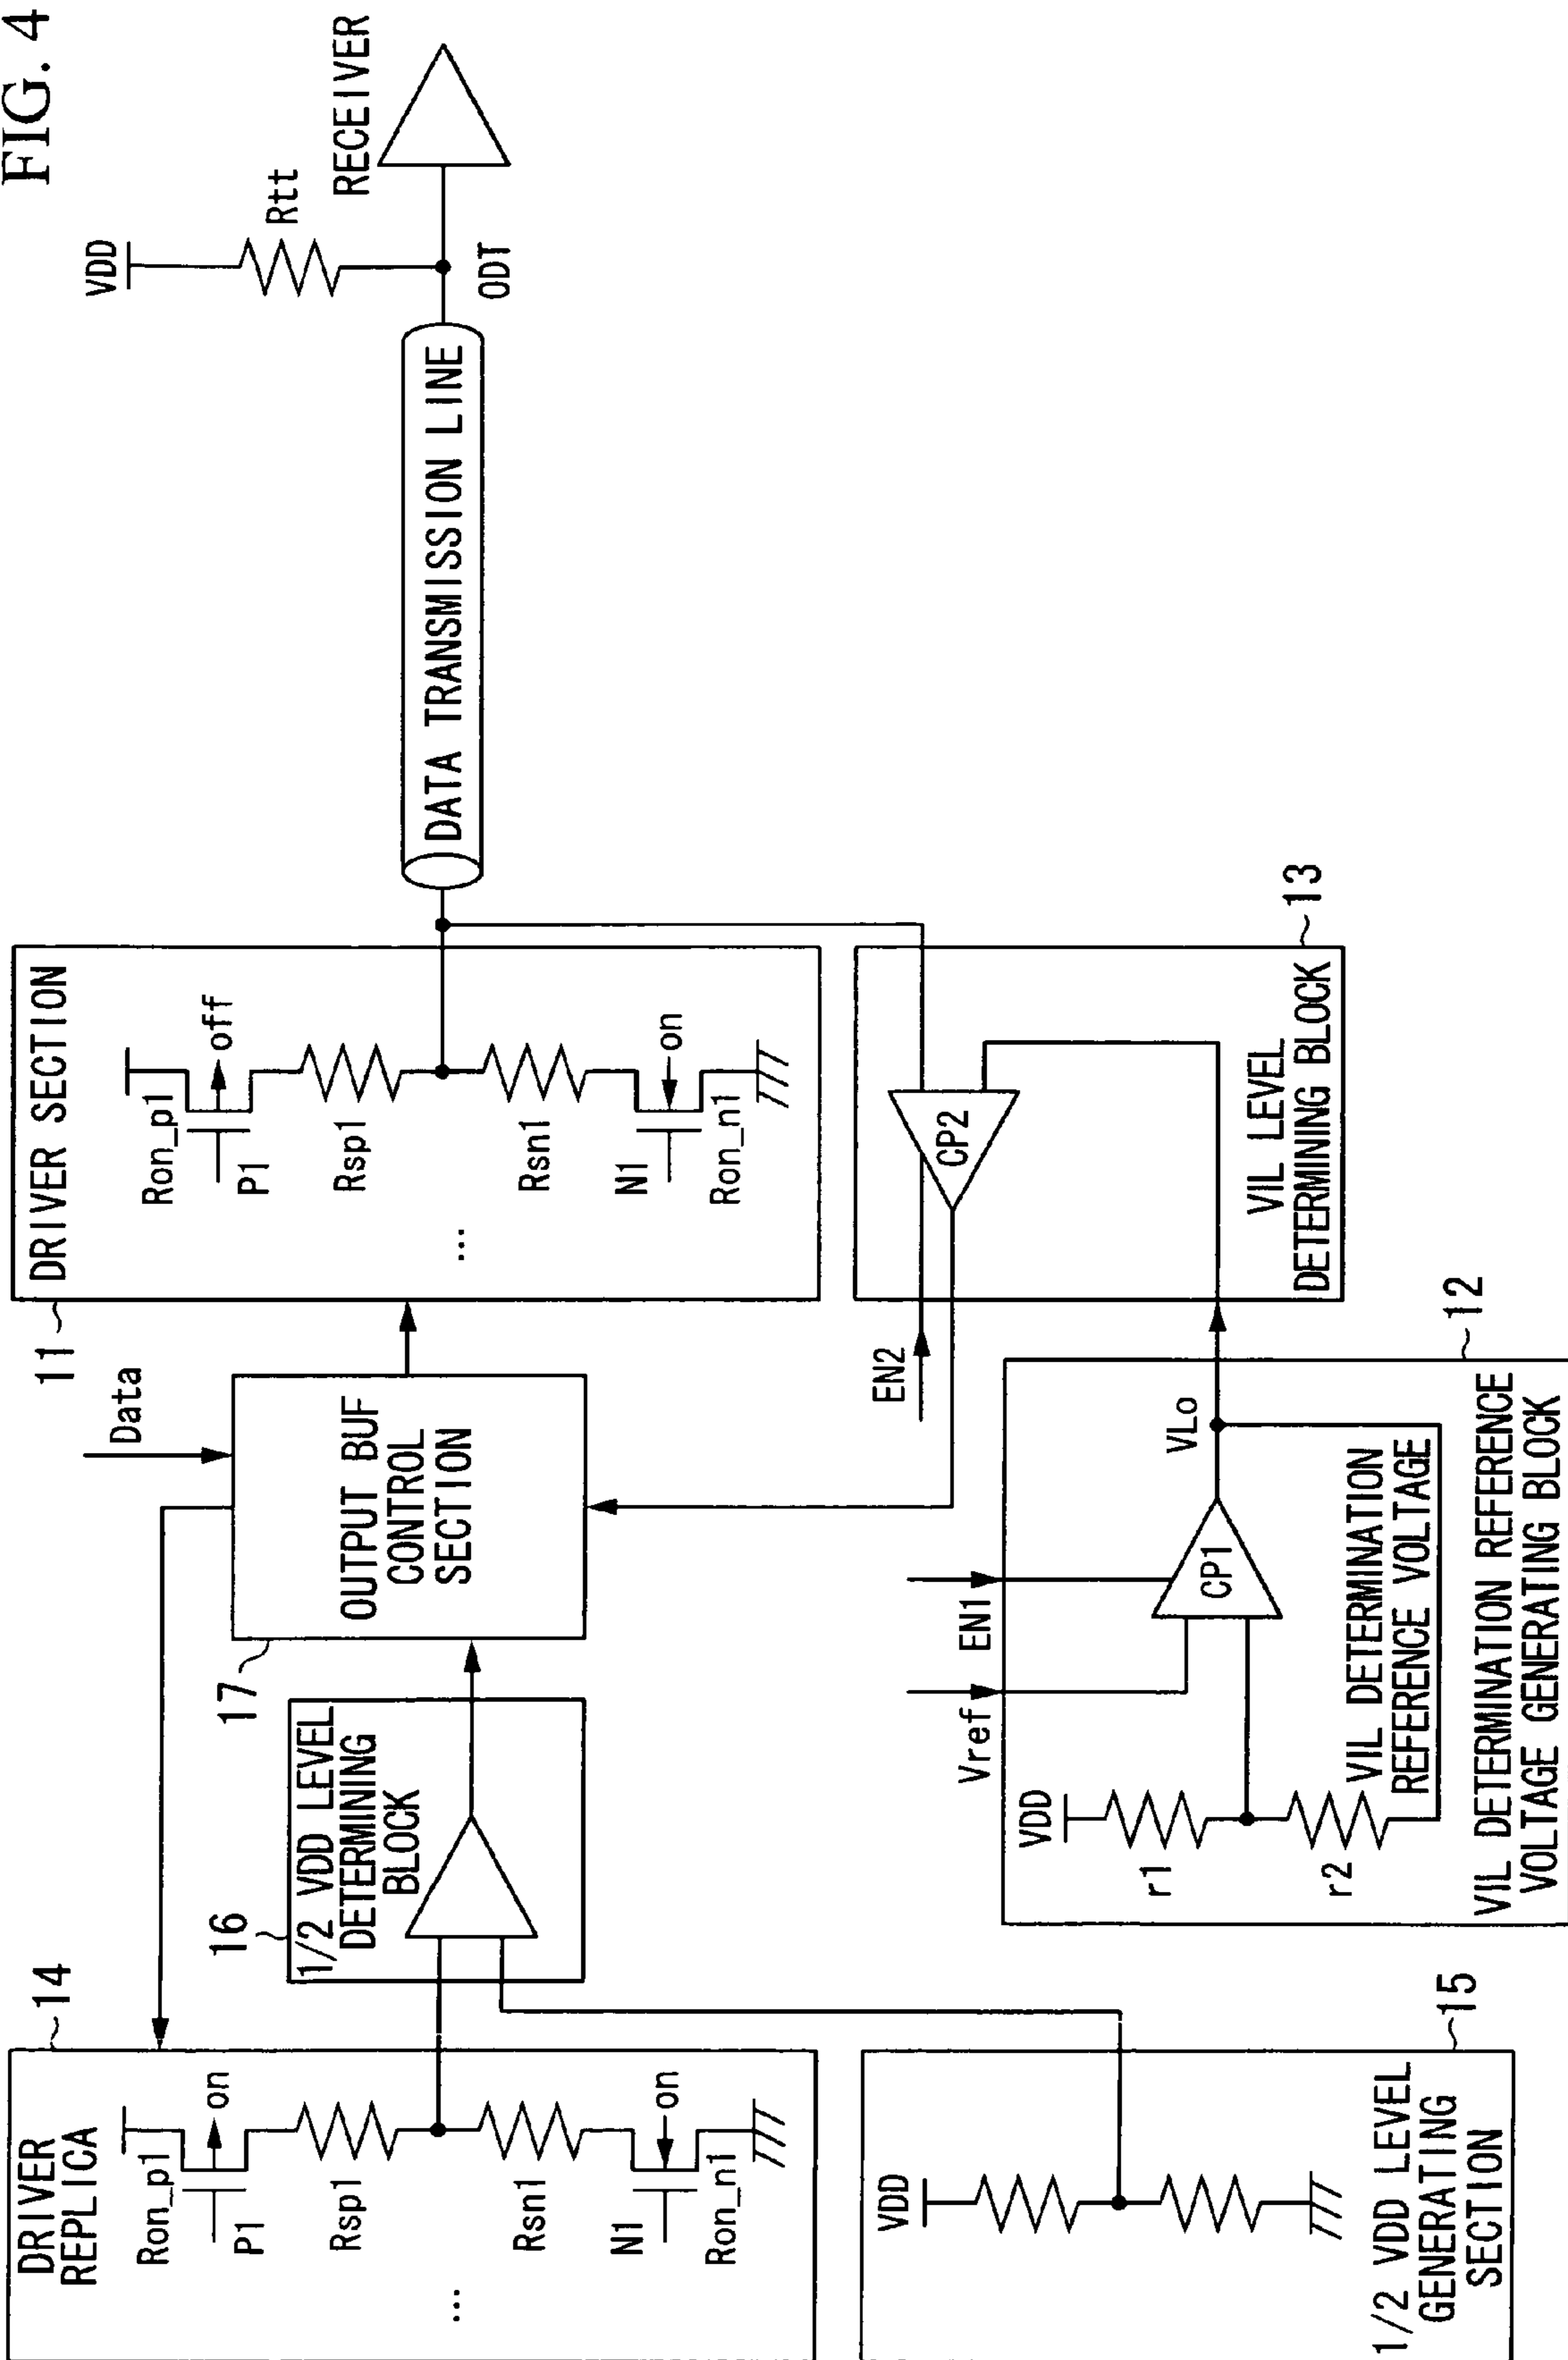 FIG. 4
DRIVER
REPLICA
14
Ron_p1
P1
on
Rsp1
Rsn1
N1
on
Ron_n1
...
16
1/2 VDD LEVEL
DETERMINING
BLOCK
17
OUTPUT BUF
CONTROL
SECTION
Data
11
DRIVER SECTION
Ron_p1
P1
off
Rsp1
Rsn1
N1
on
Ron_n1
...
DATA TRANSMISSION LINE
VDD
Rtt
ODT
RECEIVER
VDD
1/2 VDD LEVEL
GENERATING
SECTION
15
Vref
EN1
VDD
r1
r2
CP1
VLo
VIL DETERMINATION
REFERENCE VOLTAGE
VIL DETERMINATION REFERENCE
VOLTAGE GENERATING BLOCK
12
EN2
CP2
VIL LEVEL
DETERMINING BLOCK
13